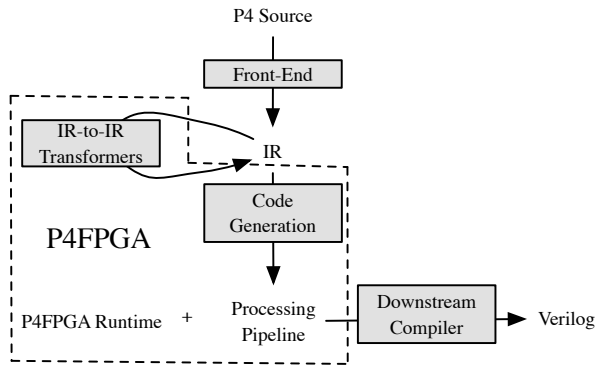 P4 Source
Front-End
IR-to-IR
Transformers
IR
Code
Generation
P4FPGA
P4FPGA Runtime
+
Processing
Pipeline
Downstream
Compiler
Verilog